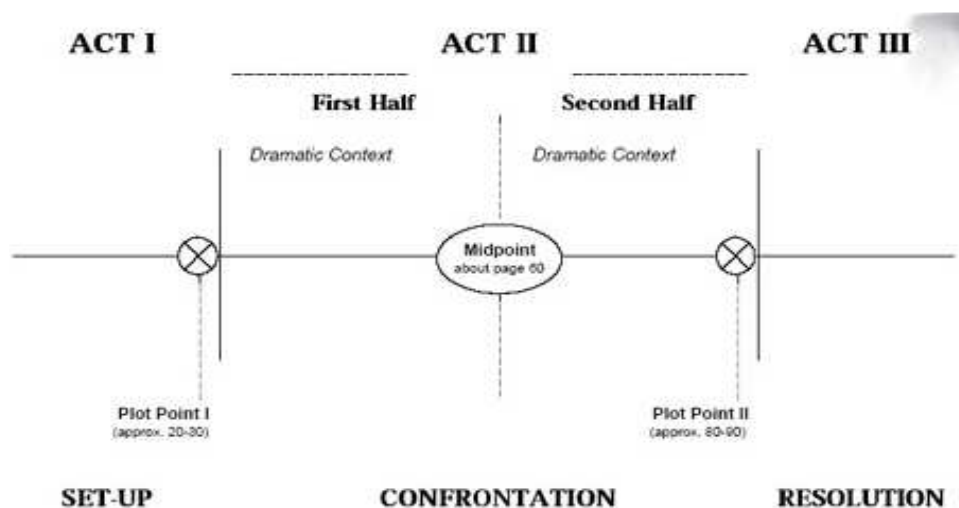 ACT I
ACT II
ACT III
First Half
Second Half
Dramatic Context
Dramatic Context
Midpoint
about page 60
Plot Point I
(approx. 20-30)
Plot Point II
(approx. 80-90)
SET-UP
CONFRONTATION
RESOLUTION